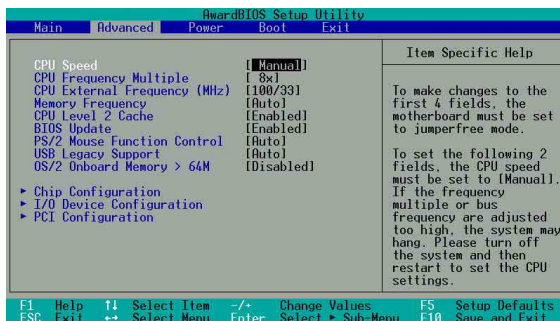 AwardBIOS Setup Utility
Main Advanced Power Boot Exit
Item Specific Help
CPU Speed [ Manual]
CPU Frequency Multiple [ 8x]
CPU External Frequency (MHz) [100/33]
Memory Frequency [Auto]
CPU Level 2 Cache [Enabled]
BIOS Update [Enabled]
PS/2 Mouse Function Control [Auto]
USB Legacy Support [Auto]
OS/2 Onboard Memory > 64M [Disabled]
► Chip Configuration
► I/O Device Configuration
► PCI Configuration
To make changes to the
first 4 fields, the
motherboard must be set
to jumperfree mode.
To set the following 2
fields, the CPU speed
must be set to [Manual].
If the frequency
multiple or bus
frequency are adjusted
too high, the system may
hang. Please turn off
the system and then
restart to set the CPU
settings.
F1 Help ↑↓ Select Item -/+ Change Values F5 Setup Defaults
ESC Exit ↔ Select Menu Enter Select ► Sub-Menu F10 Save and Exit